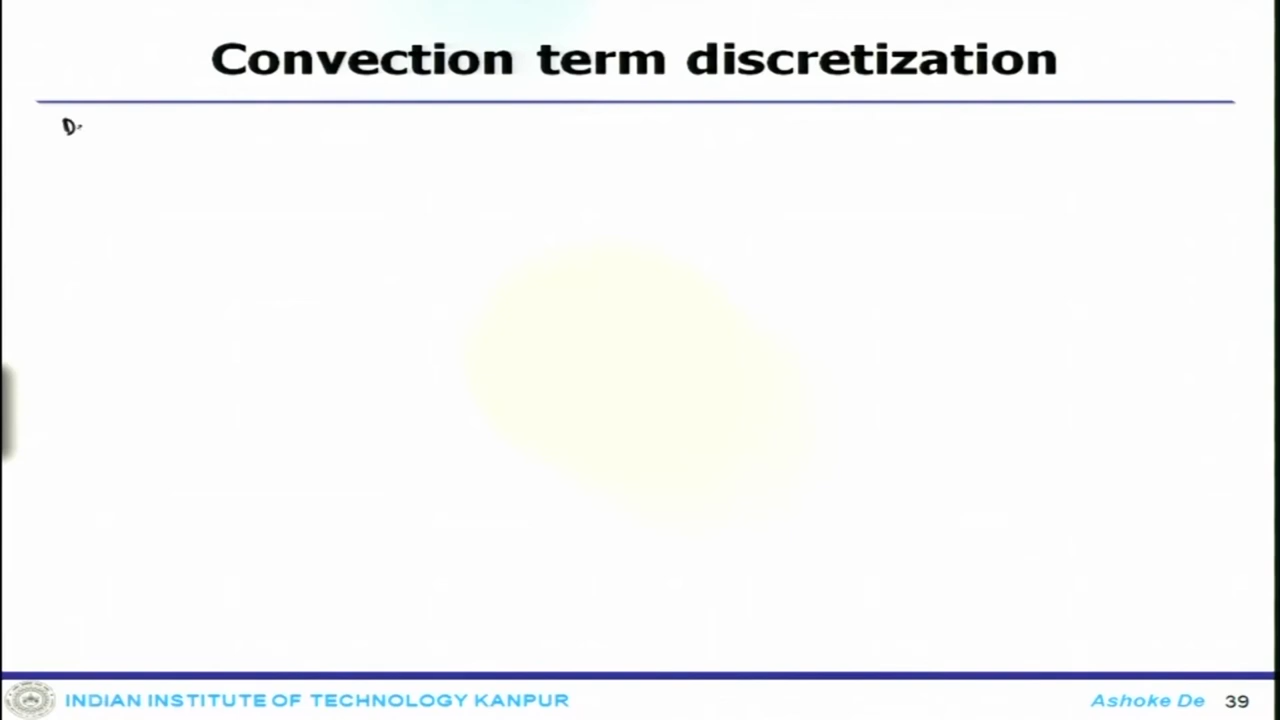 Convection term discretization
D.
INDIAN INSTITUTE OF TECHNOLOGY KANPUR
Ashoke De 39